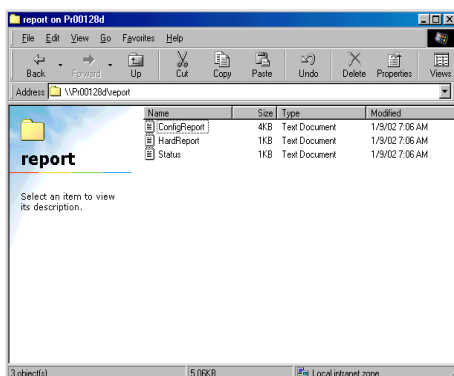 report on Pr00128d
File Edit View Go Favorites Help
Back Forward Up Cut Copy Paste Undo Delete Properties Views
Address \\Pr00128d\report
Name Size Type Modified
ConfigReport 4KB Text Document 1/9/02 7:06 AM
HardReport 1KB Text Document 1/9/02 7:06 AM
Status 1KB Text Document 1/9/02 7:06 AM
report
Select an item to view
its description.
3 object(s) 5.06KB Local intranet zone